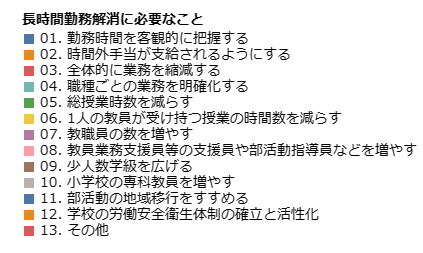 長時間勤務解消に必要なこと
01. 勤務時間を客観的に把握する
02. 時間外手当が支給されるようにする
03. 全体的に業務を縮減する
04. 職種ごとの業務を明確化する
05. 総授業時数を減らす
06. 1人の教員が受け持つ授業の時間数を減らす
07. 教職員の数を増やす
08. 教員業務支援員等の支援員や部活動指導員などを増やす
09. 少人数学級を広げる
10. 小学校の専科教員を増やす
11. 部活動の地域移行をすすめる
12. 学校の労働安全衛生体制の確立と活性化
13. その他